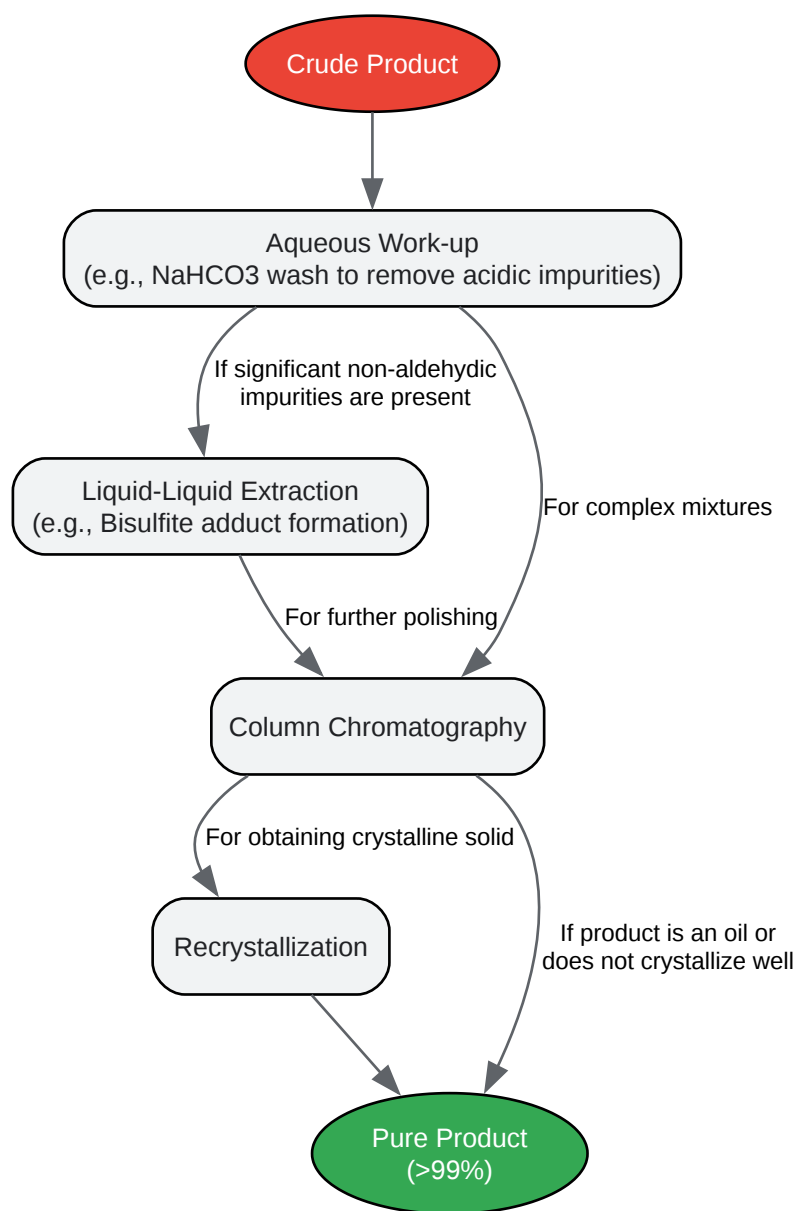 Crude Product
Aqueous Work-up
(e.g., NaHCO3 wash to remove acidic impurities)
If significant non-aldehydic
impurities are present
Liquid-Liquid Extraction
(e.g., Bisulfite adduct formation)
For complex mixtures
For further polishing
Column Chromatography
For obtaining crystalline solid
Recrystallization
If product is an oil or
does not crystallize well
Pure Product
(>99%)